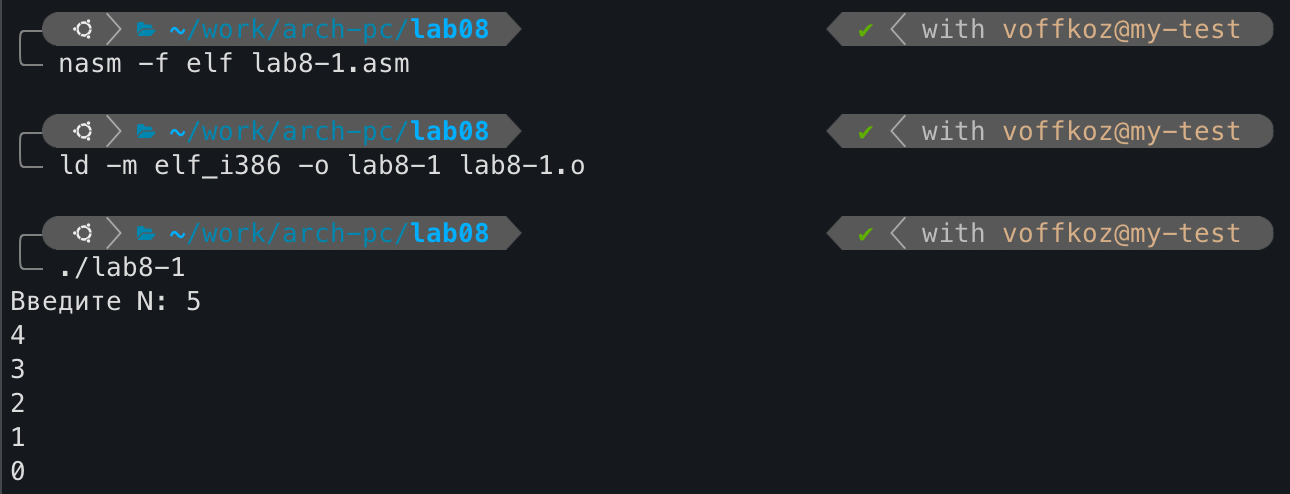 ~/work/arch-pc/lab08 ✔ with voffkoz@my-test
nasm -f elf lab8-1.asm
~/work/arch-pc/lab08 ✔ with voffkoz@my-test
ld -m elf_i386 -o lab8-1 lab8-1.o
~/work/arch-pc/lab08 ✔ with voffkoz@my-test
./lab8-1
Введите N: 5
4
3
2
1
0